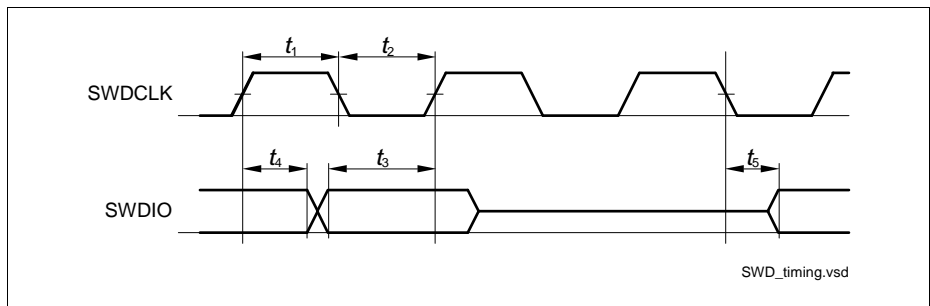 t1 t2
SWDCLK
t4 t3 t5
SWDIO
SWD_timing.vsd